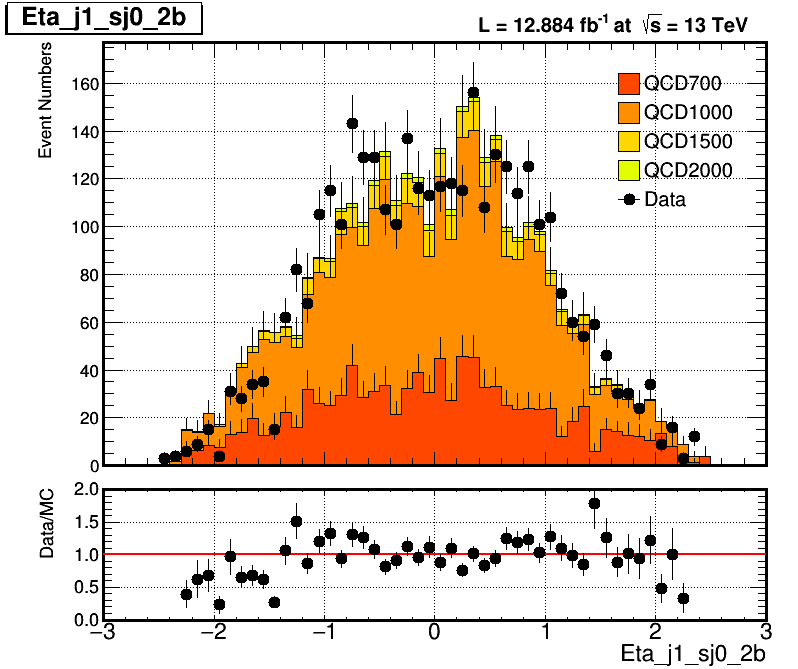 Eta_j1_sj0_2b
L = 12.884 fb-1 at √s = 13 TeV
Event Numbers
160
140
120
100
80
60
40
20
0
QCD700
QCD1000
QCD1500
QCD2000
Data
Data/MC
2.0
1.5
1.0
0.5
0.0
−3 −2 −1 0 1 2 3
Eta_j1_sj0_2b